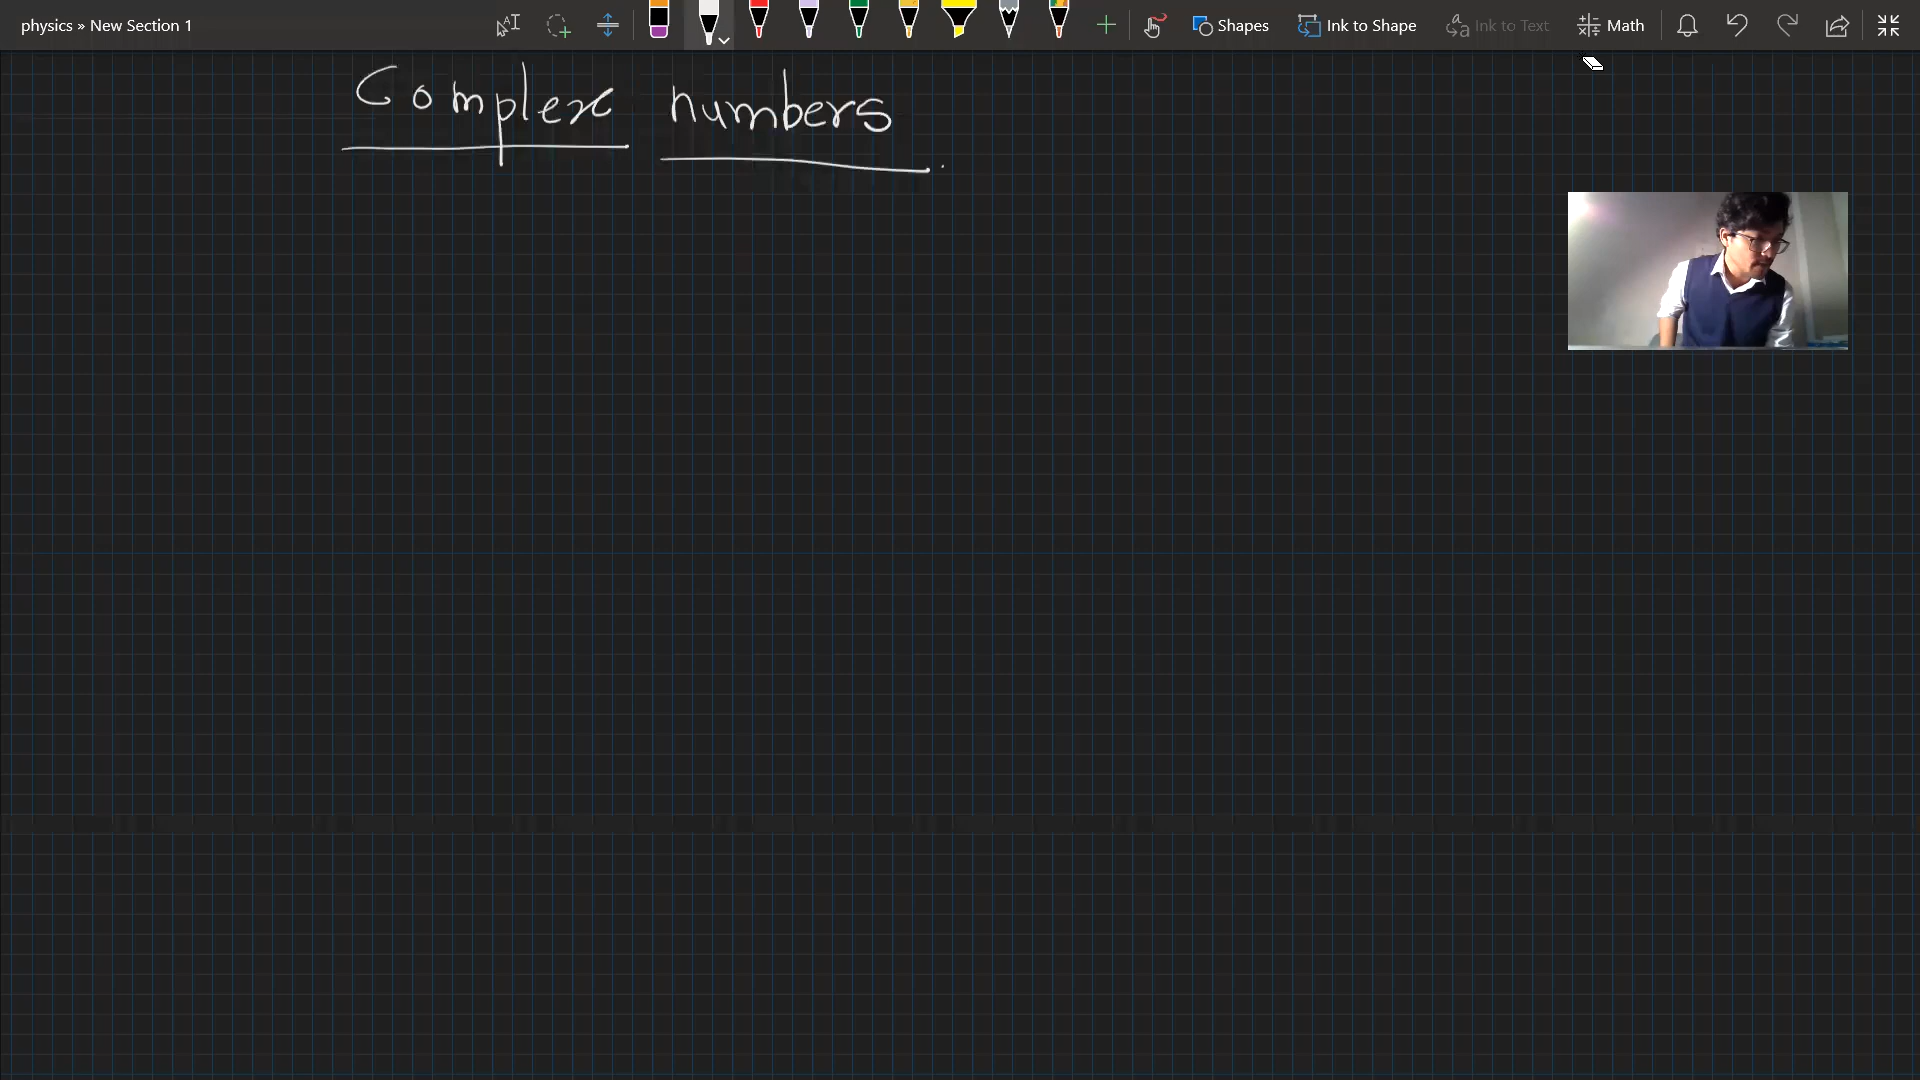 physics » New Section 1
Shapes
Ink to Shape
Ink to Text
Math
Complex numbers